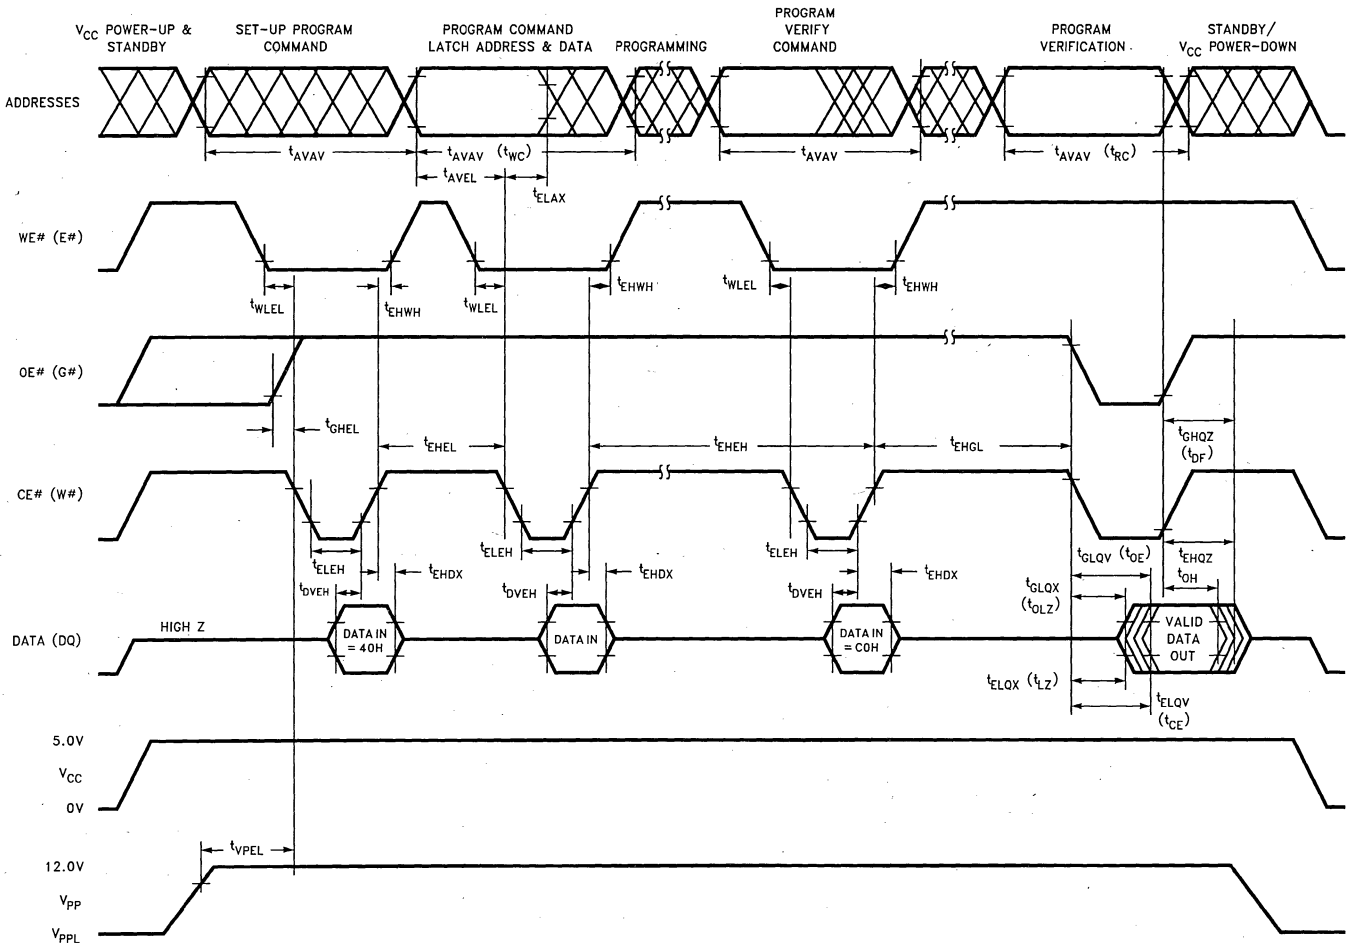 VCC POWER-UP &
STANDBY
SET-UP PROGRAM
COMMAND
PROGRAM COMMAND
LATCH ADDRESS & DATA
PROGRAMMING
PROGRAM
VERIFY
COMMAND
PROGRAM
VERIFICATION
STANDBY/
VCC POWER-DOWN
ADDRESSES
tAVAV
tAVAV (tWC)
tAVAV
tAVAV (tRC)
tAVEL
tELAX
WE# (E#)
tWLEL
tEHWH
tWLEL
tEHWH
tWLEL
tEHWH
OE# (G#)
tGHEL
tEHEL
tEHEH
tEHGL
tGHQZ
(tDF)
CE# (W#)
tELEH
tELEH
tELEH
tGLQV (tOE)
tEHQZ
tDVEH
tEHDX
tDVEH
tEHDX
tDVEH
tEHDX
tGLQX
(tOLZ)
tOH
DATA (DQ)
HIGH Z
DATA IN
= 40H
DATA IN
DATA IN
= C0H
VALID
DATA
OUT
tELQX (tLZ)
tELQV
(tCE)
5.0V
VCC
0V
tVPEL
12.0V
VPP
VPPL